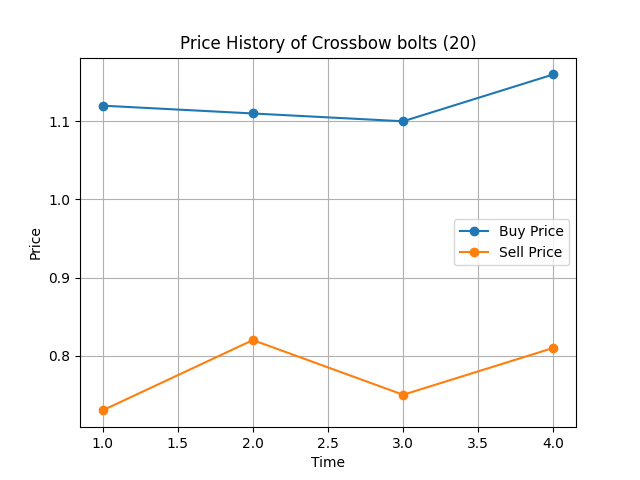 Price History of Crossbow bolts (20)
Price
1.1
1.0
0.9
0.8
Buy Price
Sell Price
1.0 1.5 2.0 2.5 3.0 3.5 4.0
Time